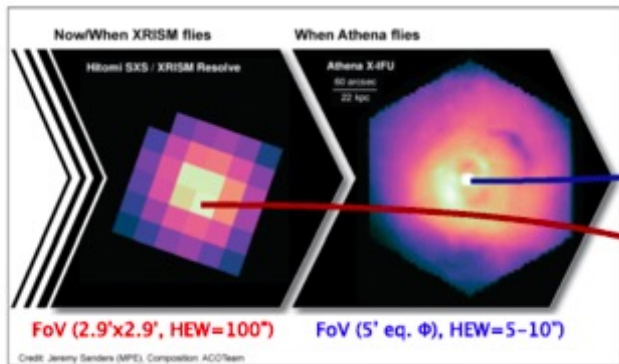 Now/When XRISM flies
When Athena flies
Hitomi SXS / XRISM Resolve
Athena X-IFU
60 arcsec
22 kpc
FoV (2.9'x2.9', HEW=100")
FoV (5' eq. Φ), HEW=5-10")
Credit: Jeremy Sanders (MPE), Composition: ACOTeam